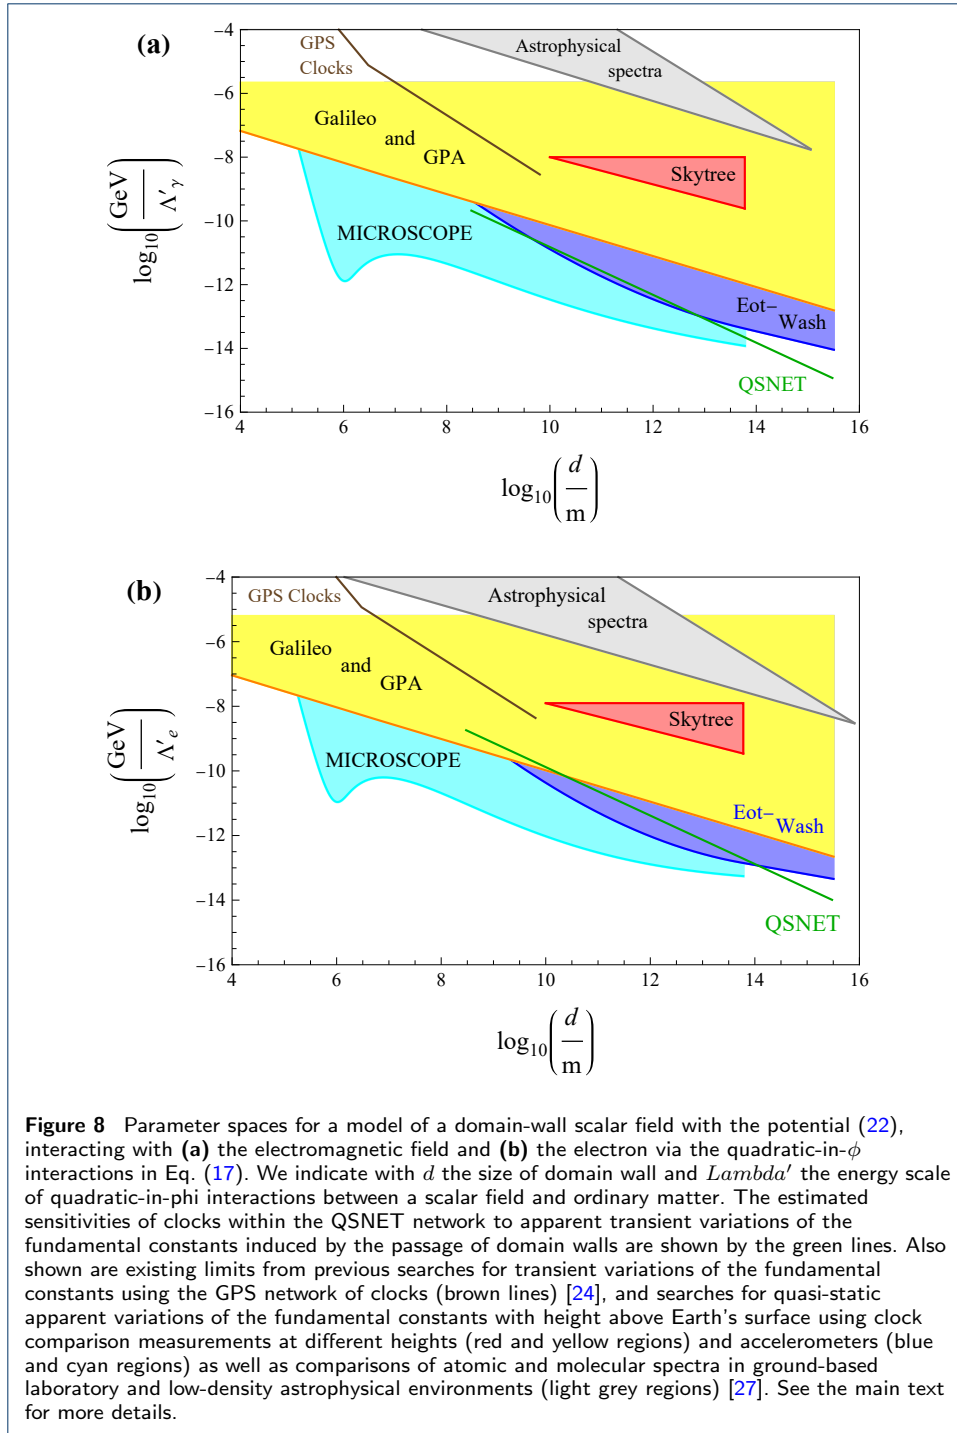 (a)
GPS
Clocks
Astrophysical
spectra
Galileo
and
GPA
Skytree
MICROSCOPE
Eot-
Wash
QSNET
-4
-6
-8
-10
-12
-14
-16
4 6 8 10 12 14 16
log10(GeV/Λ′γ)
log10(d/m)
(b)
GPS Clocks
Astrophysical
spectra
Galileo
and
GPA
Skytree
MICROSCOPE
Eot-
Wash
QSNET
-4
-6
-8
-10
-12
-14
-16
4 6 8 10 12 14 16
log10(GeV/Λ′e)
log10(d/m)
Figure 8 Parameter spaces for a model of a domain-wall scalar field with the potential (22),
interacting with (a) the electromagnetic field and (b) the electron via the quadratic-in-ϕ
interactions in Eq. (17). We indicate with d the size of domain wall and Lambda′ the energy scale
of quadratic-in-phi interactions between a scalar field and ordinary matter. The estimated
sensitivities of clocks within the QSNET network to apparent transient variations of the
fundamental constants induced by the passage of domain walls are shown by the green lines. Also
shown are existing limits from previous searches for transient variations of the fundamental
constants using the GPS network of clocks (brown lines) [24], and searches for quasi-static
apparent variations of the fundamental constants with height above Earth's surface using clock
comparison measurements at different heights (red and yellow regions) and accelerometers (blue
and cyan regions) as well as comparisons of atomic and molecular spectra in ground-based
laboratory and low-density astrophysical environments (light grey regions) [27]. See the main text
for more details.